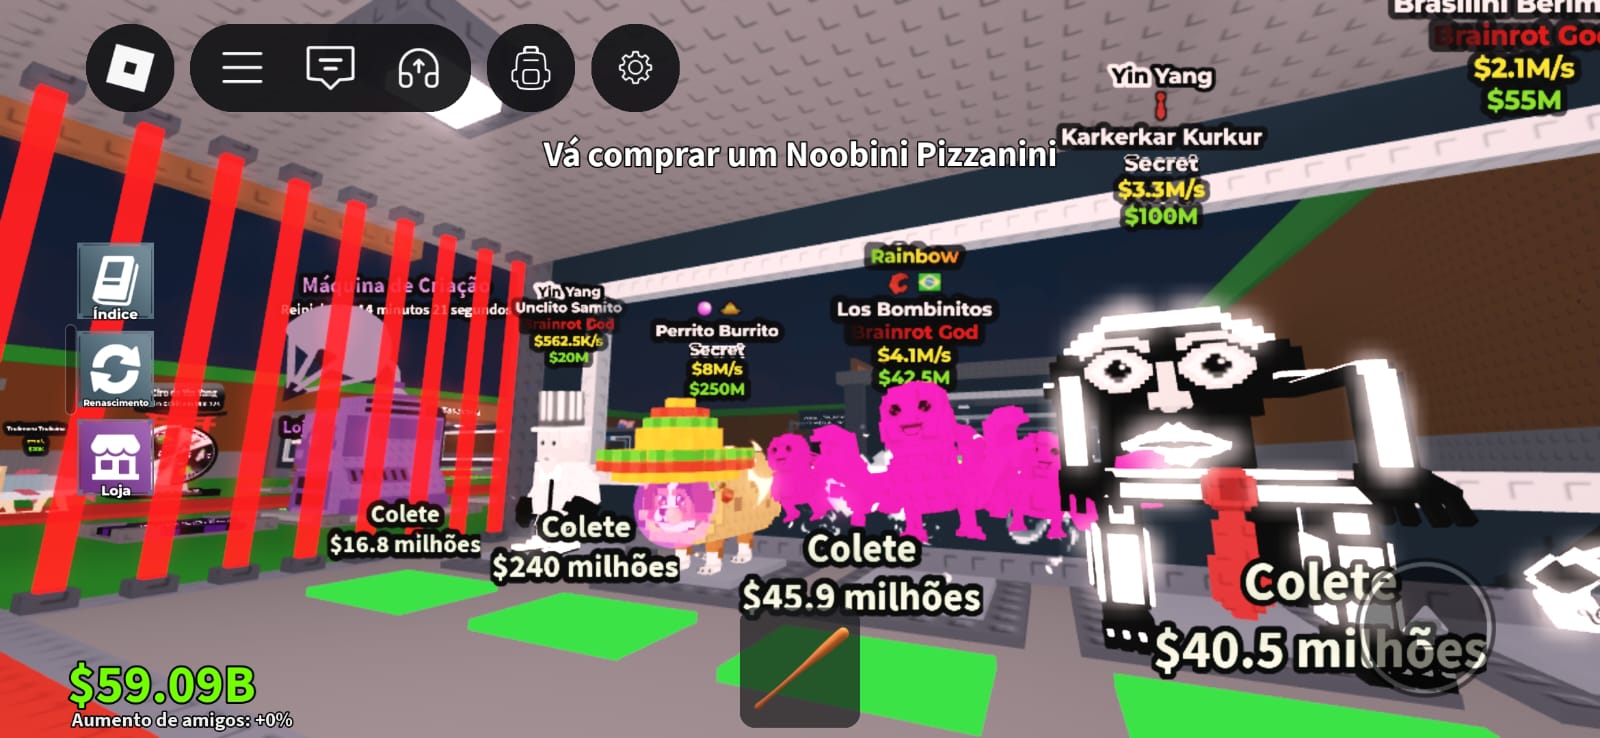 Brasilini Berim
Brainrot Go
$2.1M/s
$55M
Yin Yang
Karkerkar Kurkur
Secret
$3.3M/s
$100M
Vá comprar um Noobini Pizzanini
Rainbow
Los Bombinitos
Brainrot God
$4.1M/s
$42.5M
Máquina de Criação
4 minutos 21 segundos
Yin Yang
Unclito Samito
Brainrot God
$562.5K/s
$20M
Perrito Burrito
Secret
$8M/s
$250M
Índice
Renascimento
Loja
Colete
$16.8 milhões
Colete
$240 milhões
Colete
$45.9 milhões
Colete
$40.5 milhões
$59.09B
Aumento de amigos: +0%